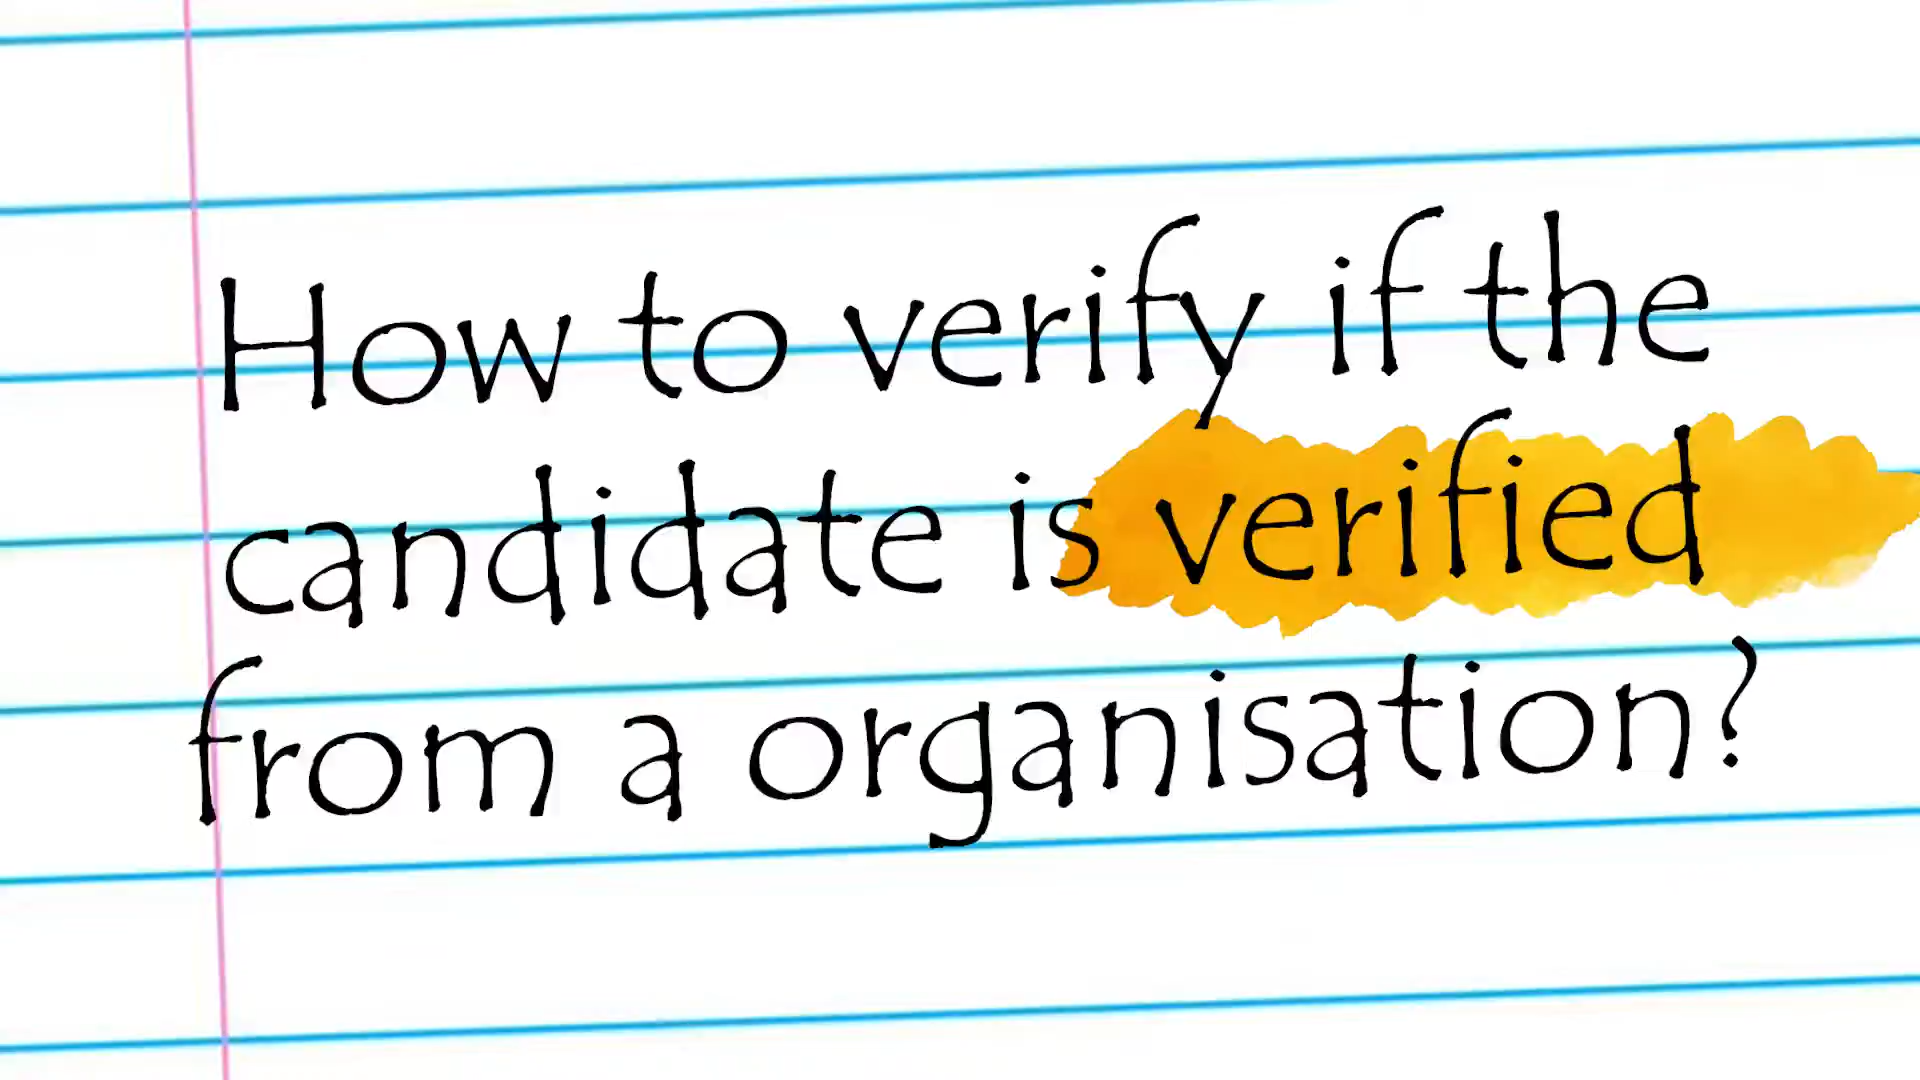 How to verify if the
candidate is verified
from a organisation?